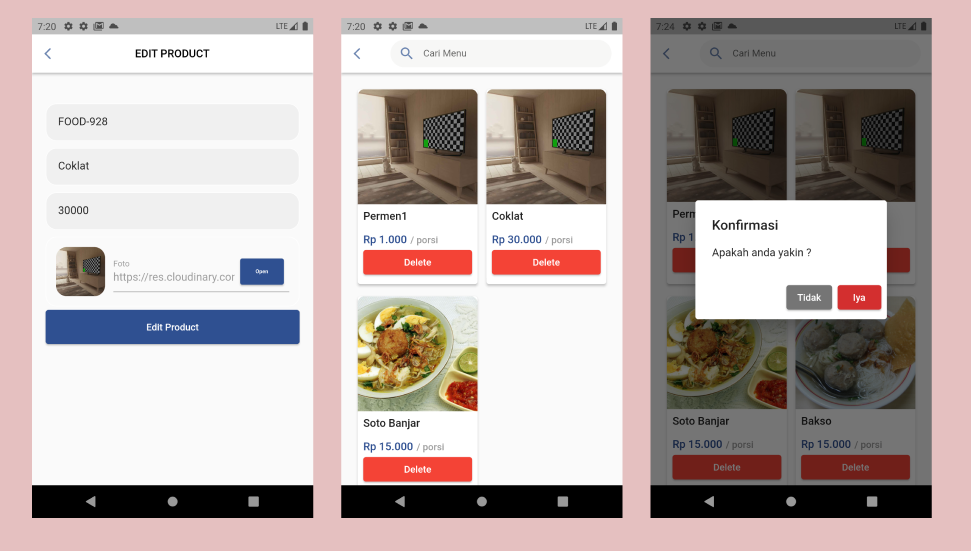 7:20
LTE
EDIT PRODUCT
FOOD-928
Coklat
30000
Foto
https://res.cloudinary.cor
Open
Edit Product
7:20
LTE
Cari Menu
Permen1
Coklat
Rp 1.000 / porsi
Rp 30.000 / porsi
Delete
Delete
Soto Banjar
Rp 15.000 / porsi
Delete
7:24
LTE
Cari Menu
Perm
Rp 1
Konfirmasi
Apakah anda yakin ?
Tidak
Iya
Soto Banjar
Bakso
Rp 15.000 / porsi
Rp 15.000 / porsi
Delete
Delete